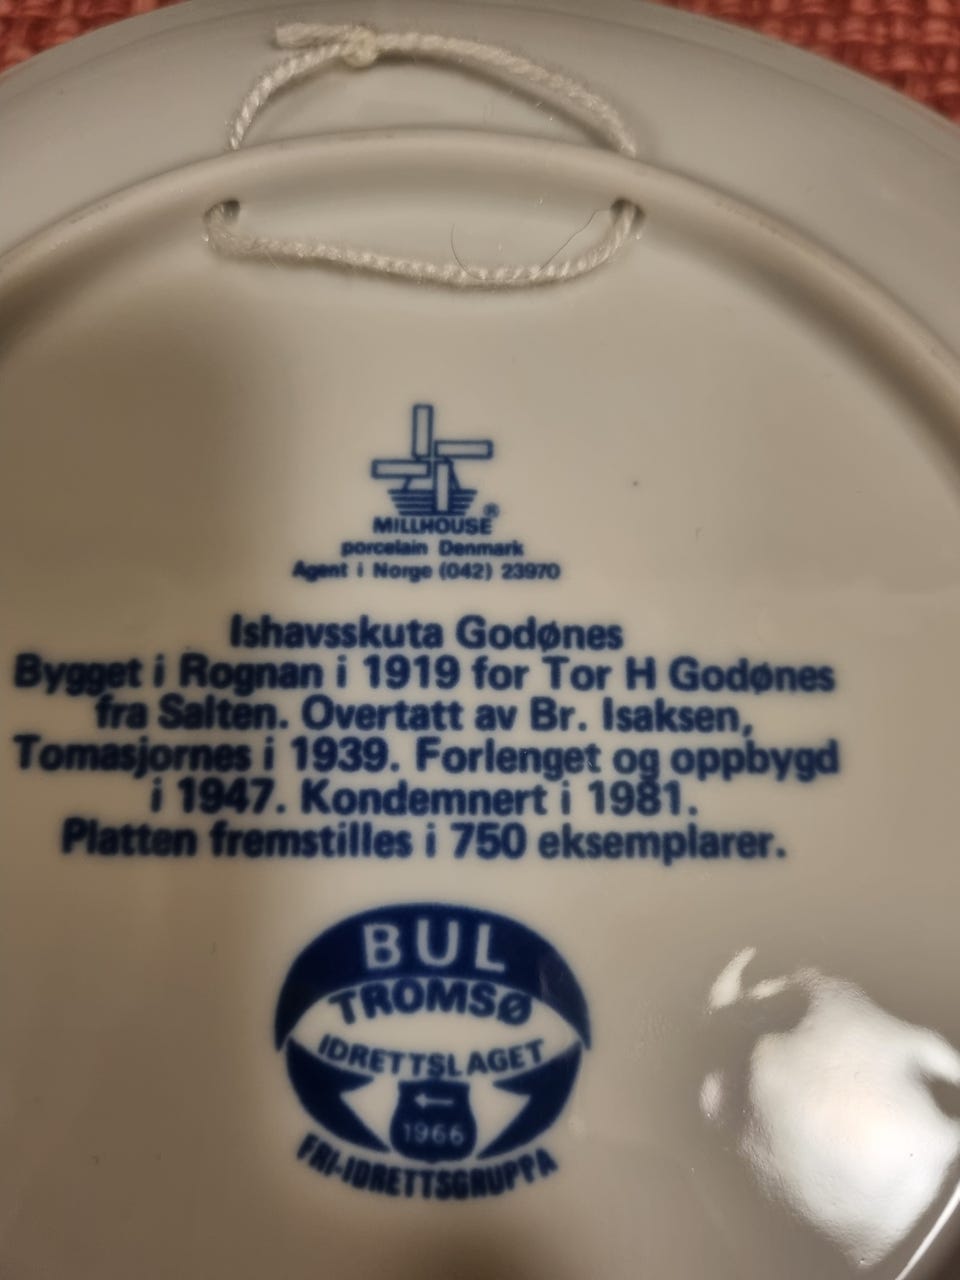 MILLHOUSE®
porcelain Denmark
Agent i Norge (042) 23970
Ishavsskuta Godønes
Bygget i Rognan i 1919 for Tor H Godønes
fra Salten. Overtatt av Br. Isaksen,
Tomasjornes i 1939. Forlenget og oppbygd
i 1947. Kondemnert i 1981.
Platten fremstilles i 750 eksemplarer.
BUL
TROMSØ
IDRETTSLAGET
1966
FRI-IDRETTSGRUPPA